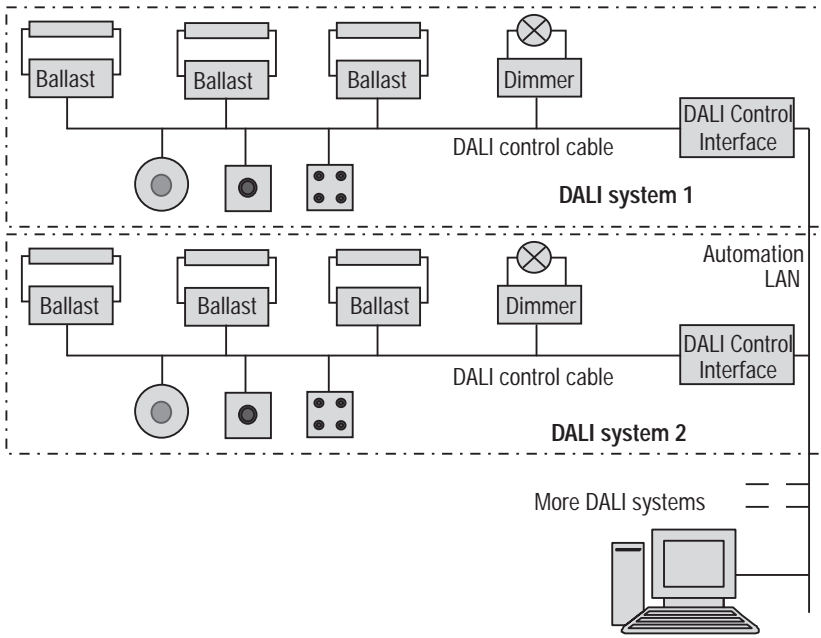 Ballast
Ballast
Ballast
Dimmer
DALI Control
Interface
DALI control cable
DALI system 1
Automation
LAN
Ballast
Ballast
Ballast
Dimmer
DALI Control
Interface
DALI control cable
DALI system 2
More DALI systems